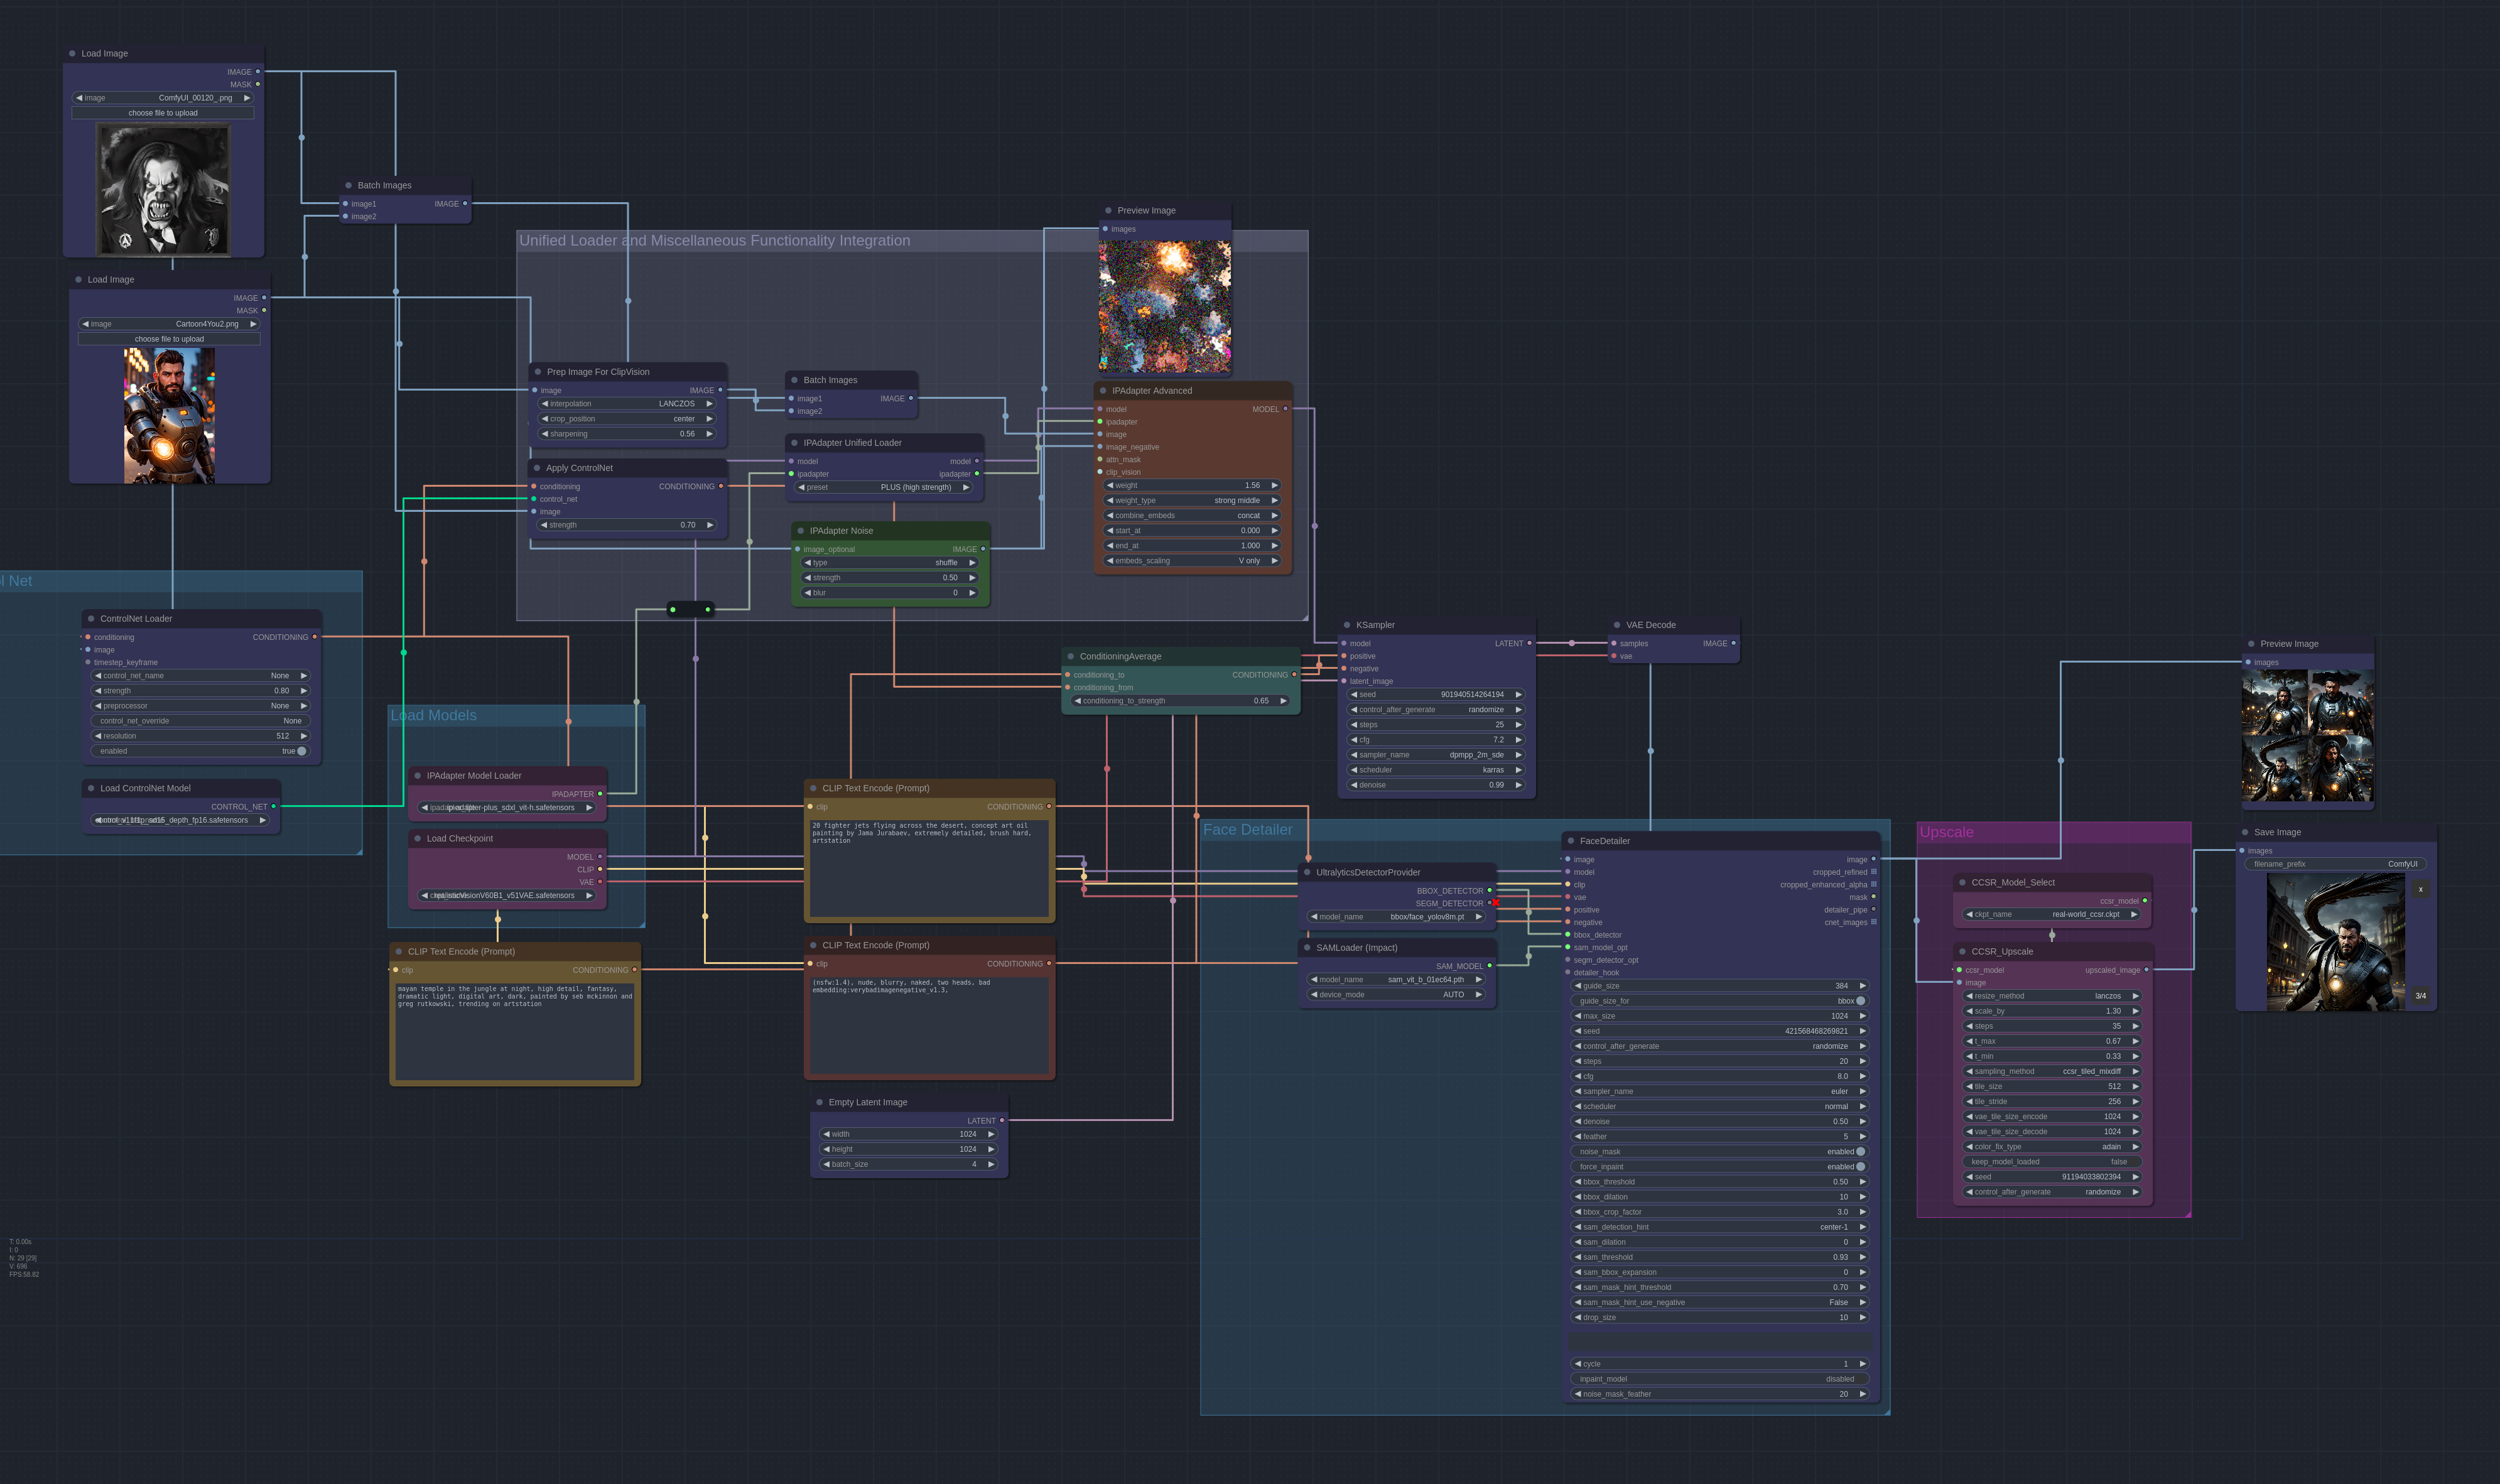 Load Image
IMAGE
MASK
image ComfyUI_00120_.png
choose file to upload
Load Image
IMAGE
MASK
image Cartoon4You2.png
choose file to upload
Batch Images
image1 IMAGE
image2
Unified Loader and Miscellaneous Functionality Integration
Preview Image
images
Prep Image For ClipVision
image IMAGE
interpolation LANCZOS
crop_position center
sharpening 0.56
Batch Images
image1 IMAGE
image2
IPAdapter Unified Loader
model model
ipadapter ipadapter
preset PLUS (high strength)
Apply ControlNet
conditioning CONDITIONING
control_net
image
strength 0.70
IPAdapter Noise
image_optional IMAGE
type shuffle
strength 0.50
blur 0
IPAdapter Advanced
model MODEL
ipadapter
image
image_negative
attn_mask
clip_vision
weight 1.56
weight_type strong middle
combine_embeds concat
start_at 0.000
end_at 1.000
embeds_scaling V only
ol Net
ControlNet Loader
conditioning CONDITIONING
image
timestep_keyframe
control_net_name None
strength 0.80
preprocessor None
control_net_override None
resolution 512
enabled true
Load ControlNet Model
CONTROL_NET
sd15_depth_fp16.safetensors
Load Models
IPAdapter Model Loader
IPADAPTER
ip-adapter-plus_sdxl_vit-h.safetensors
Load Checkpoint
MODEL
CLIP
VAE
realisticVisionV60B1_v51VAE.safetensors
CLIP Text Encode (Prompt)
clip CONDITIONING
mayan temple in the jungle at night, high detail, fantasy,
dramatic light, digital art, dark, painted by seb mckinnon and
greg rutkowski, trending on artstation
CLIP Text Encode (Prompt)
clip CONDITIONING
20 fighter jets flying across the desert, concept art oil
painting by Jama Jurabaev, extremely detailed, brush hard,
artstation
CLIP Text Encode (Prompt)
clip CONDITIONING
(nsfw:1.4), nude, blurry, naked, two heads, bad
embedding:verybadimagenegative_v1.3,
Empty Latent Image
LATENT
width 1024
height 1024
batch_size 4
ConditioningAverage
conditioning_to CONDITIONING
conditioning_from
conditioning_to_strength 0.65
KSampler
model LATENT
positive
negative
latent_image
seed 901940514264194
control_after_generate randomize
steps 25
cfg 7.2
sampler_name dpmpp_2m_sde
scheduler karras
denoise 0.99
VAE Decode
samples IMAGE
vae
Face Detailer
UltralyticsDetectorProvider
BBOX_DETECTOR
SEGM_DETECTOR
model_name bbox/face_yolov8m.pt
SAMLoader (Impact)
SAM_MODEL
model_name sam_vit_b_01ec64.pth
device_mode AUTO
FaceDetailer
image image
model cropped_refined
clip cropped_enhanced_alpha
vae mask
positive detailer_pipe
negative cnet_images
bbox_detector
sam_model_opt
segm_detector_opt
detailer_hook
guide_size 384
guide_size_for bbox
max_size 1024
seed 421568468269821
control_after_generate randomize
steps 20
cfg 8.0
sampler_name euler
scheduler normal
denoise 0.50
feather 5
noise_mask enabled
force_inpaint enabled
bbox_threshold 0.50
bbox_dilation 10
bbox_crop_factor 3.0
sam_detection_hint center-1
sam_dilation 0
sam_threshold 0.93
sam_bbox_expansion 0
sam_mask_hint_threshold 0.70
sam_mask_hint_use_negative False
drop_size 10
cycle 1
inpaint_model disabled
noise_mask_feather 20
Upscale
CCSR_Model_Select
ccsr_model
ckpt_name real-world_ccsr.ckpt
CCSR_Upscale
ccsr_model upscaled_image
image
resize_method lanczos
scale_by 1.30
steps 35
t_max 0.67
t_min 0.33
sampling_method ccsr_tiled_mixdiff
tile_size 512
tile_stride 256
vae_tile_size_encode 1024
vae_tile_size_decode 1024
color_fix_type adain
keep_model_loaded false
seed 91194033802394
control_after_generate randomize
Preview Image
images
Save Image
images
filename_prefix ComfyUI
x
3/4
T: 0.00s
I: 0
N: 29 [29]
V: 696
FPS:58.82